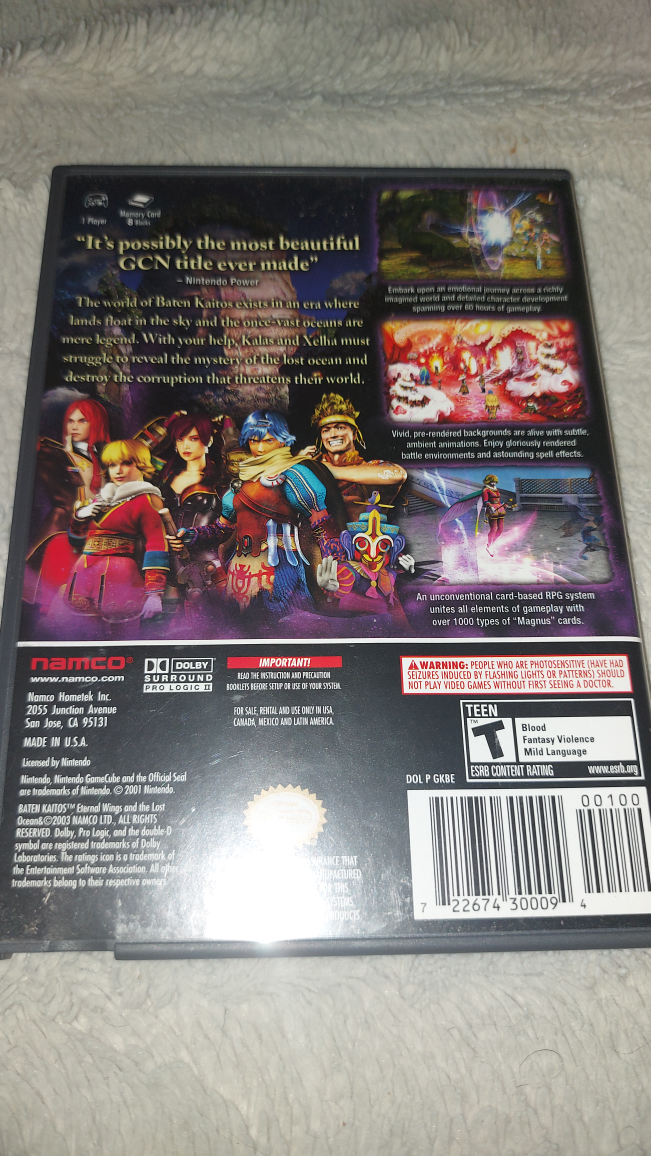 1 Player
Memory Card
8 Blocks
"It's possibly the most beautiful
GCN title ever made"
– Nintendo Power
The world of Baten Kaitos exists in an era where
lands float in the sky and the once-vast oceans are
mere legend. With your help, Kalas and Xelha must
struggle to reveal the mystery of the lost ocean and
destroy the corruption that threatens their world.
Embark upon an emotional journey across a richly
imagined world and detailed character development
spanning over 60 hours of gameplay.
Vivid, pre-rendered backgrounds are alive with subtle,
ambient animations. Enjoy gloriously rendered
battle environments and astounding spell effects.
An unconventional card-based RPG system
unites all elements of gameplay with
over 1000 types of "Magnus" cards.
namco®
www.namco.com
Namco Hometek Inc.
2055 Junction Avenue
San Jose, CA 95131
MADE IN U.S.A.
Licensed by Nintendo
Nintendo, Nintendo GameCube and the Official Seal
are trademarks of Nintendo. © 2001 Nintendo.
BATEN KAITOS™ Eternal Wings and the Lost
Ocean&©2003 NAMCO LTD., ALL RIGHTS
RESERVED. Dolby, Pro Logic, and the double-D
symbol are registered trademarks of Dolby
Laboratories. The ratings icon is a trademark of
the Entertainment Software Association. All other
trademarks belong to their respective owners.
DOLBY
SURROUND
PRO LOGIC II
IMPORTANT!
READ THE INSTRUCTION AND PRECAUTION
BOOKLETS BEFORE SETUP OR USE OF YOUR SYSTEM.
FOR SALE, RENTAL AND USE ONLY IN USA,
CANADA, MEXICO AND LATIN AMERICA.
THAT
FOR THIS
WARNING: PEOPLE WHO ARE PHOTOSENSITIVE (HAVE HAD
SEIZURES INDUCED BY FLASHING LIGHTS OR PATTERNS) SHOULD
NOT PLAY VIDEO GAMES WITHOUT FIRST SEEING A DOCTOR.
TEEN
T™
Blood
Fantasy Violence
Mild Language
ESRB CONTENT RATING www.esrb.org
DOL P GKBE
00100
7 22674 30009 4